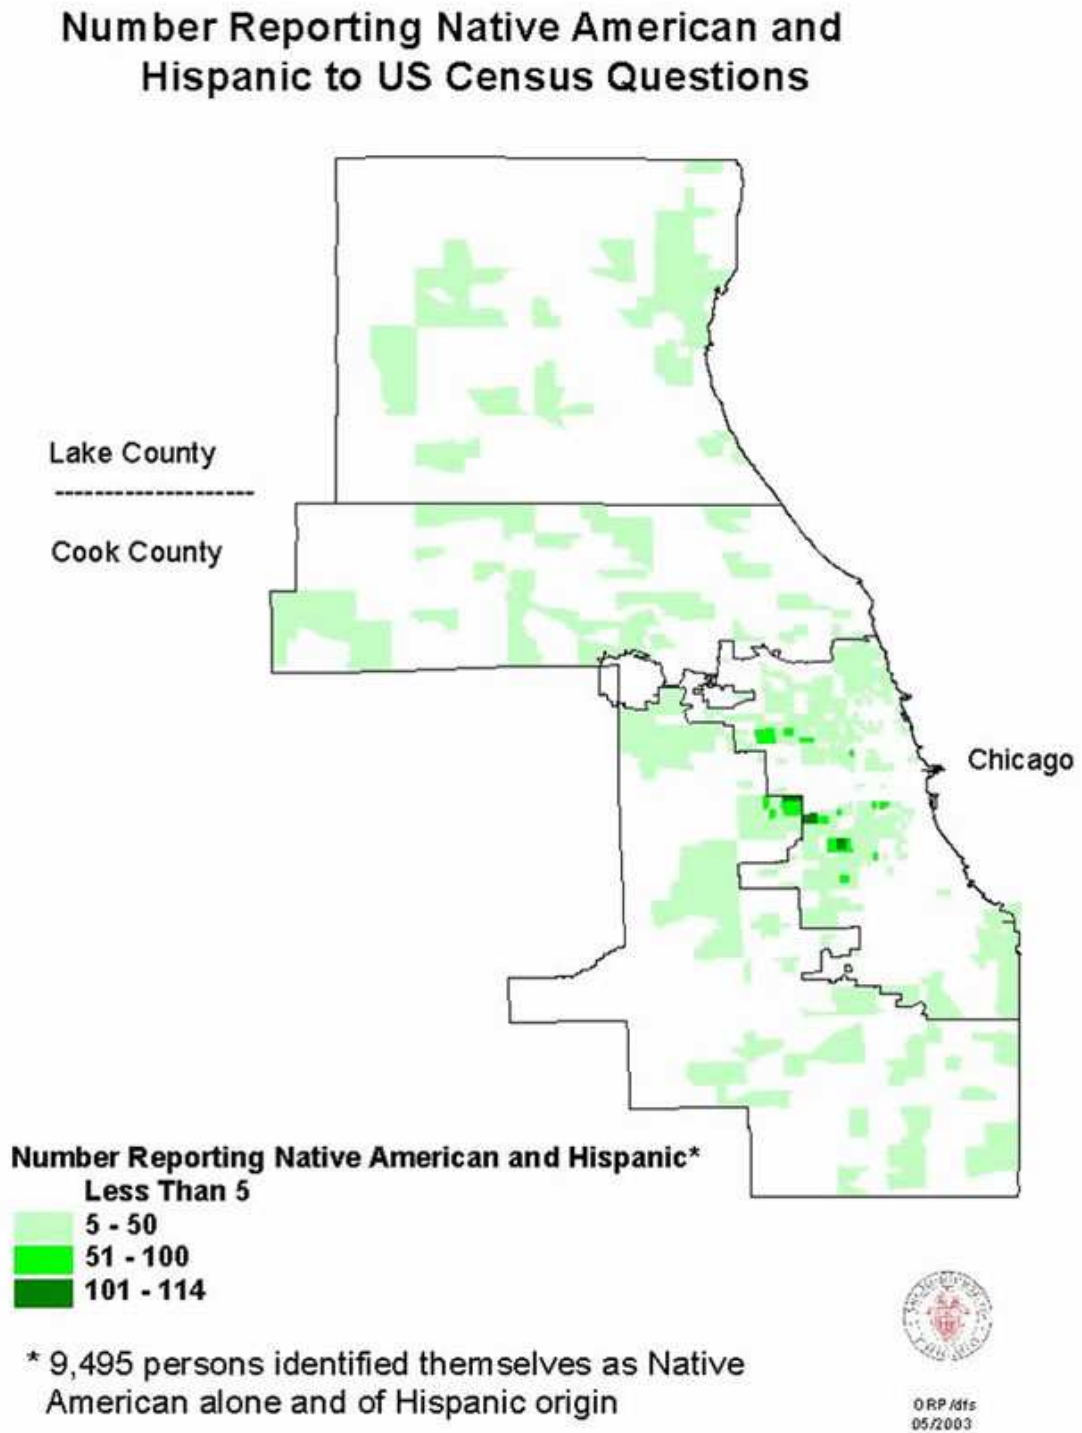 Number Reporting Native American and
Hispanic to US Census Questions
Lake County
--------------------
Cook County
Chicago
Number Reporting Native American and Hispanic*
Less Than 5
5 - 50
51 - 100
101 - 114
* 9,495 persons identified themselves as Native
American alone and of Hispanic origin
ORP/dfs
05/2003